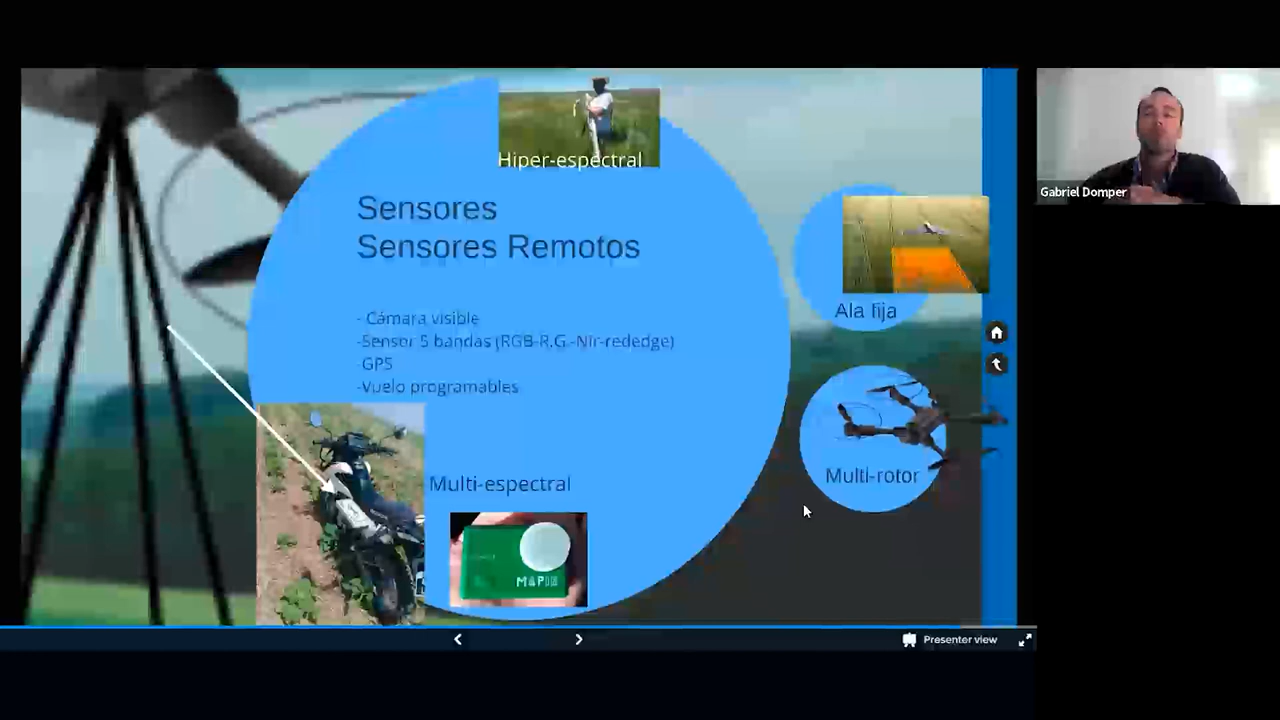 Hiper-espectral
Sensores
Sensores Remotos
- Cámara visible
-Sensor 5 bandas (RGB-R.G.-Nir-rededge)
-GPS
-Vuelo programables
Multi-espectral
MAPIR
Ala fija
Multi-rotor
Gabriel Domper
Presenter view